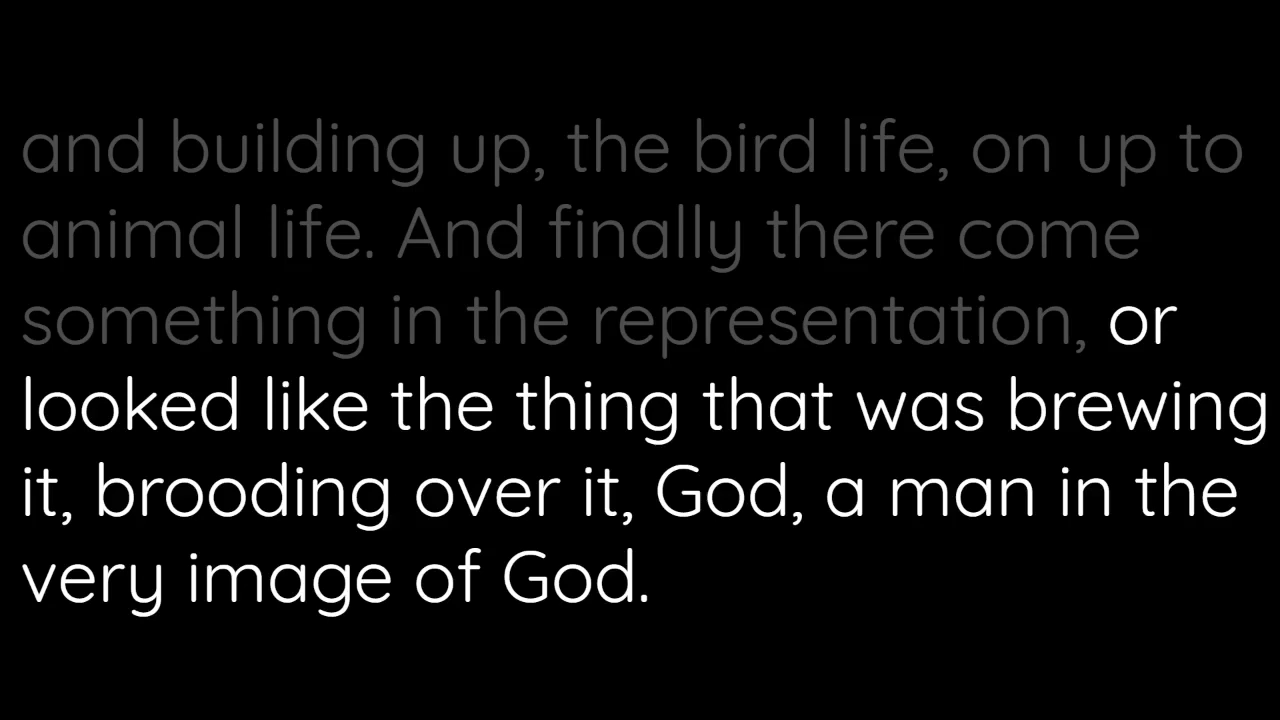 and building up, the bird life, on up to
animal life. And finally there come
something in the representation, or
looked like the thing that was brewing
it, brooding over it, God, a man in the
very image of God.